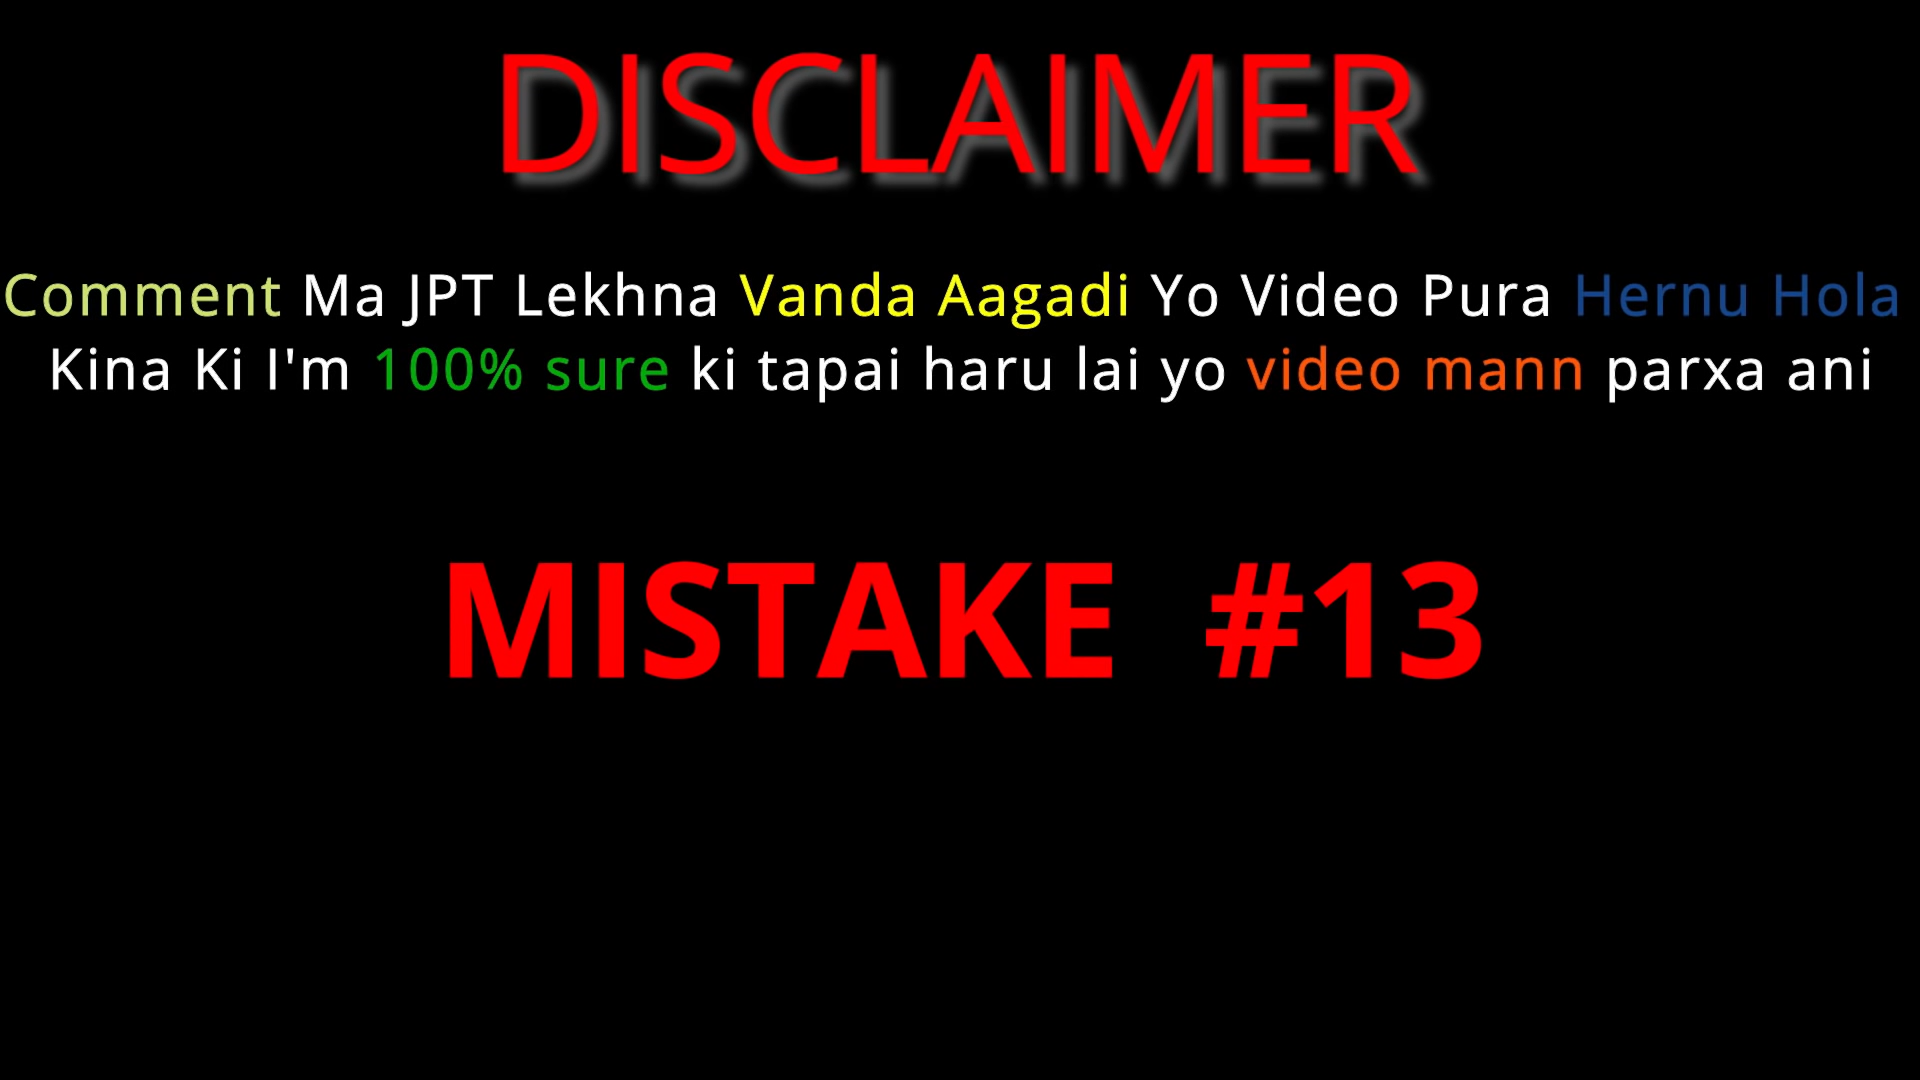 DISCLAIMER
Comment Ma JPT Lekhna Vanda Aagadi Yo Video Pura Hernu Hola
Kina Ki I'm 100% sure ki tapai haru lai yo video mann parxa ani
MISTAKE #13